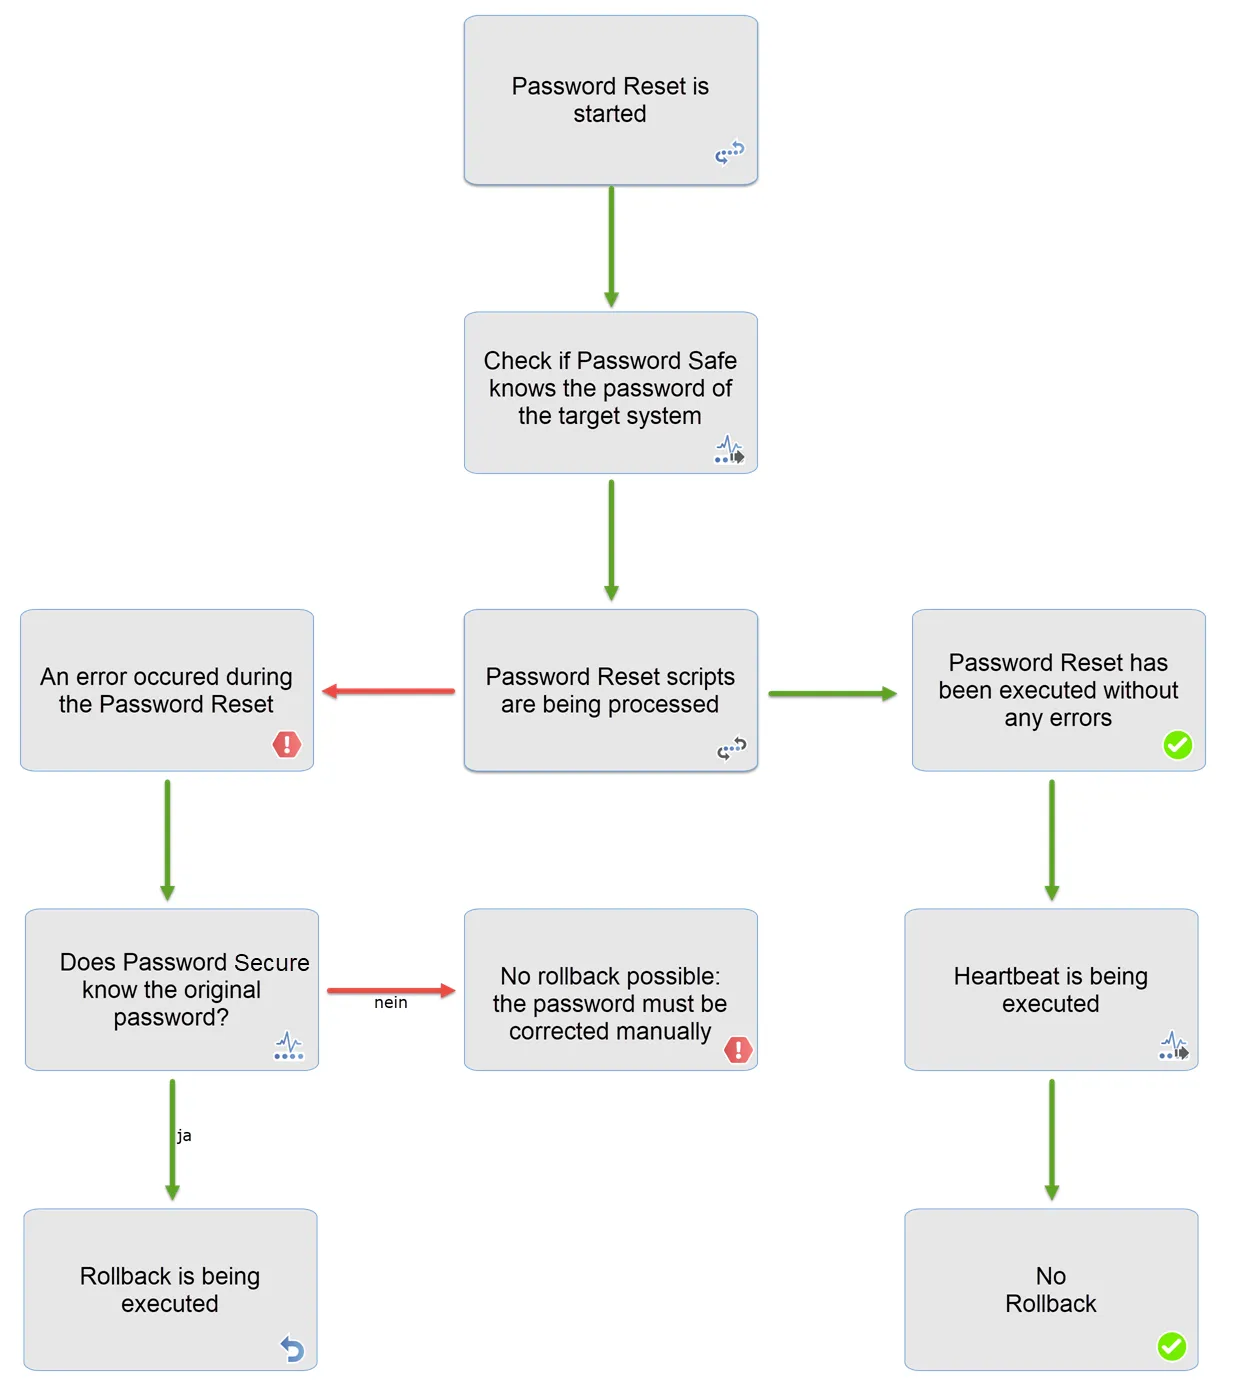 Password Reset is
started
Check if Password Safe
knows the password of
the target system
An error occured during
the Password Reset
Password Reset scripts
are being processed
Password Reset has
been executed without
any errors
Does Password Secure
know the original
password?
nein
No rollback possible:
the password must be
corrected manually
Heartbeat is being
executed
ja
Rollback is being
executed
No
Rollback